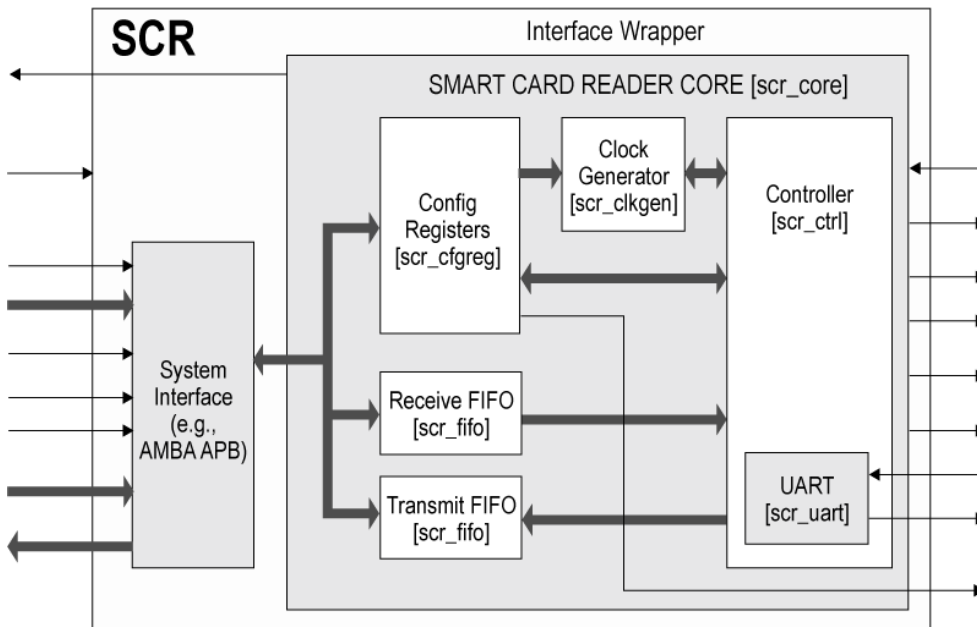 SCR
Interface Wrapper
SMART CARD READER CORE [scr_core]
Config
Registers
[scr_cfgreg]
Clock
Generator
[scr_clkgen]
Controller
[scr_ctrl]
System
Interface
(e.g.,
AMBA APB)
Receive FIFO
[scr_fifo]
Transmit FIFO
[scr_fifo]
UART
[scr_uart]